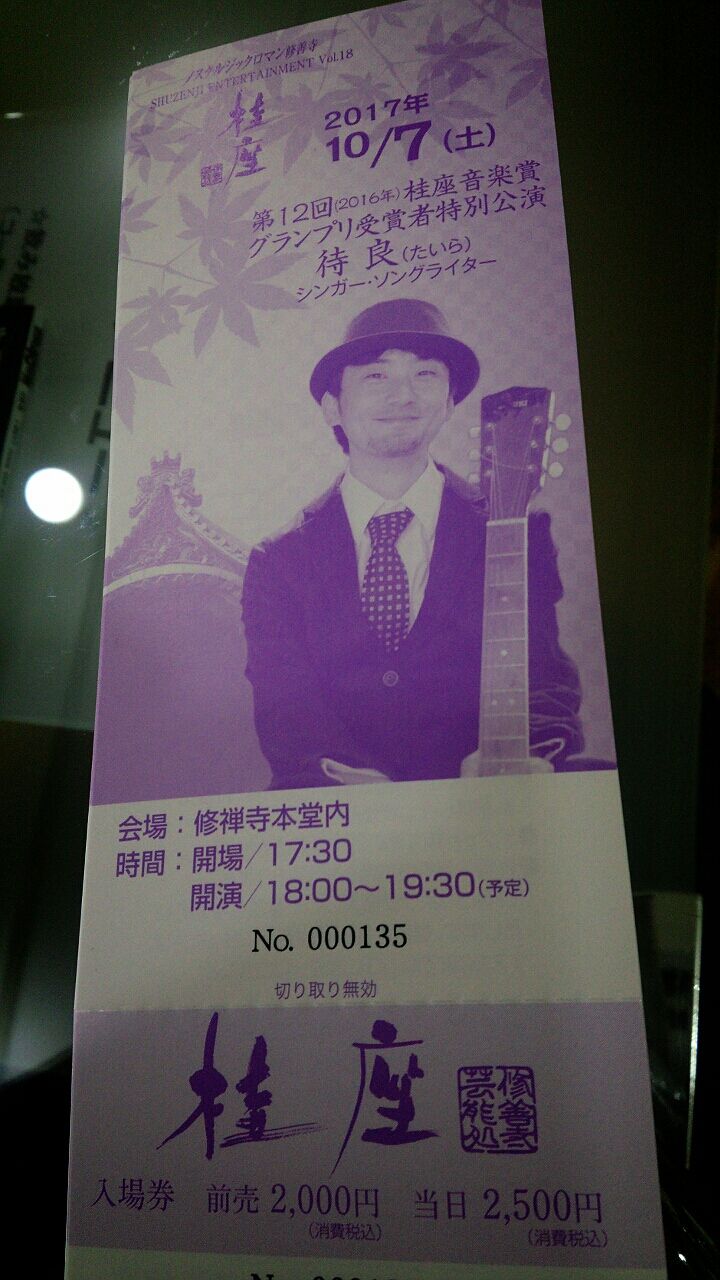 ノスタルジックロマン修善寺
SHUZENJI ENTERTAINMENT Vol.18
桂座
2017年
10/7(土)
第12回(2016年)桂座音楽賞
グランプリ受賞者特別公演
待良(たいら)
シンガー・ソングライター
会場：修禅寺本堂内
時間：開場/17:30
開演/18:00〜19:30(予定)
No. 000135
切り取り無効
桂座
修善寺
芸能処
入場券 前売 2,000円 当日 2,500円
(消費税込) (消費税込)